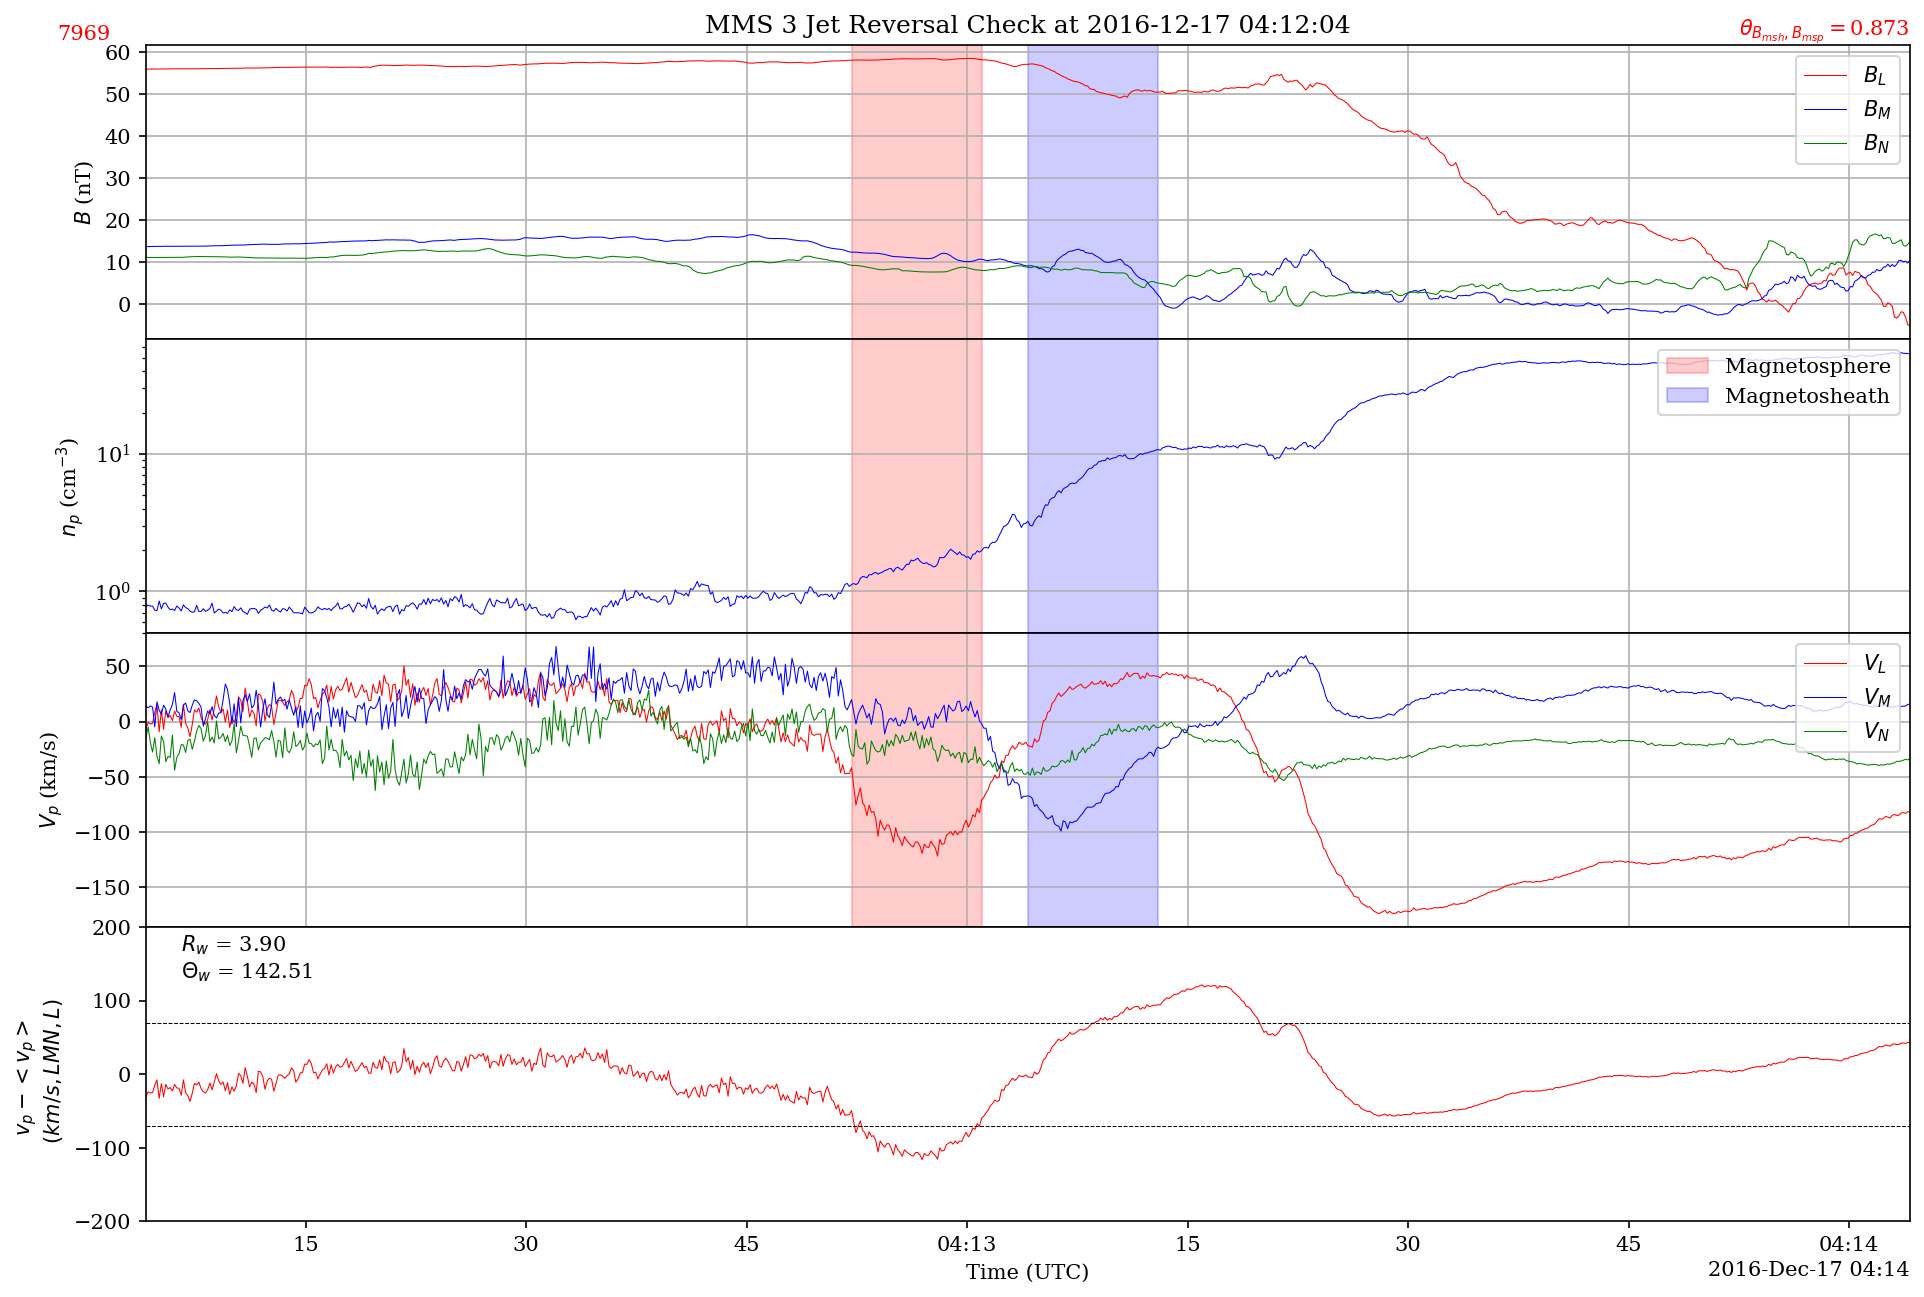 7969
MMS 3 Jet Reversal Check at 2016-12-17 04:12:04
θ_{B_{msh}, B_{msp}} = 0.873
60
50
40
30
20
10
0
B (nT)
B_L
B_M
B_N
10^1
10^0
n_p (cm^{−3})
Magnetosphere
Magnetosheath
50
0
−50
−100
−150
V_p (km/s)
V_L
V_M
V_N
200
100
0
−100
−200
v_p − < v_p >
(km/s, LMN, L)
R_w = 3.90
Θ_w = 142.51
15 30 45 04:13 15 30 45 04:14
Time (UTC)
2016-Dec-17 04:14